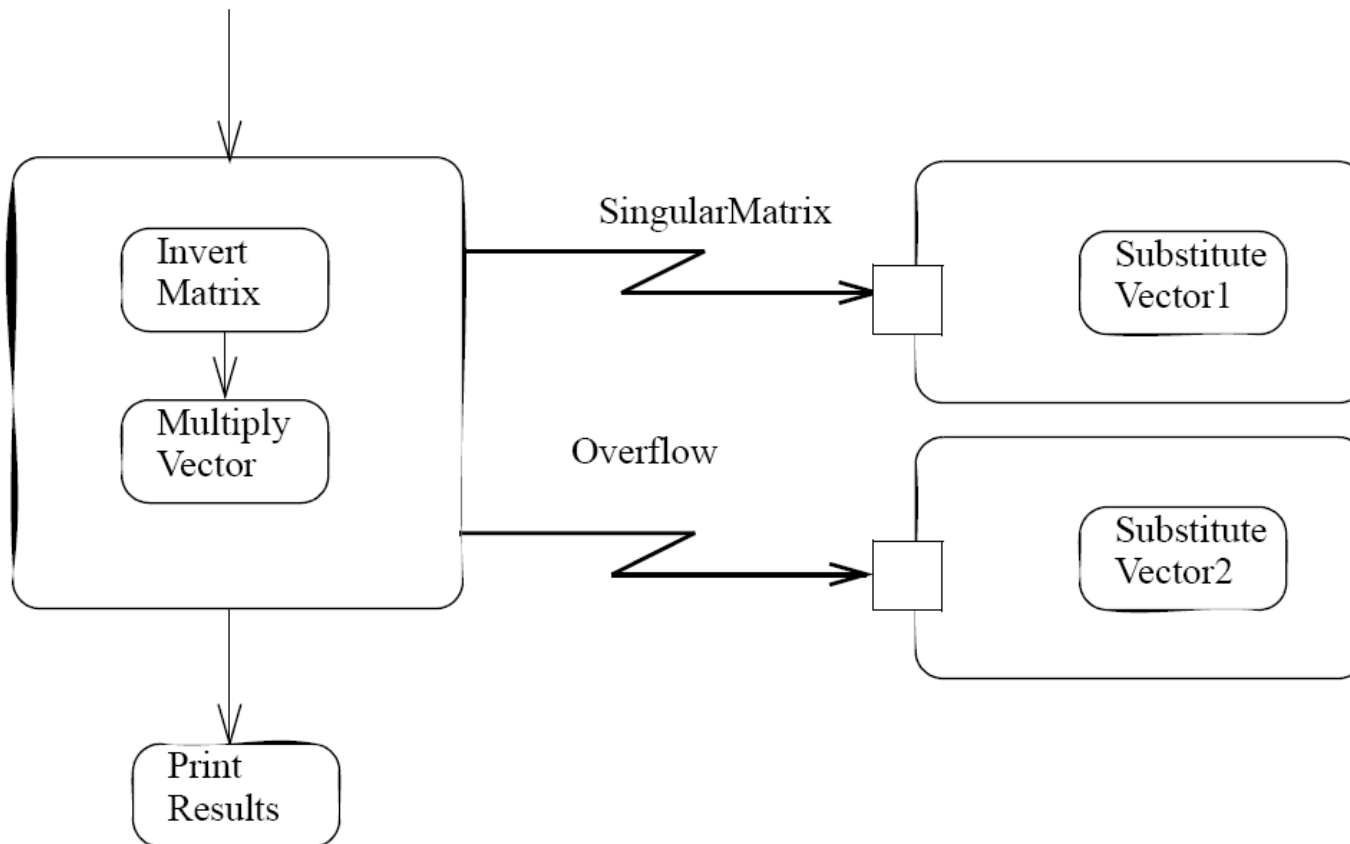 SingularMatrix
Invert
Matrix
Substitute
Vector1
Multiply
Vector
Overflow
Substitute
Vector2
Print
Results